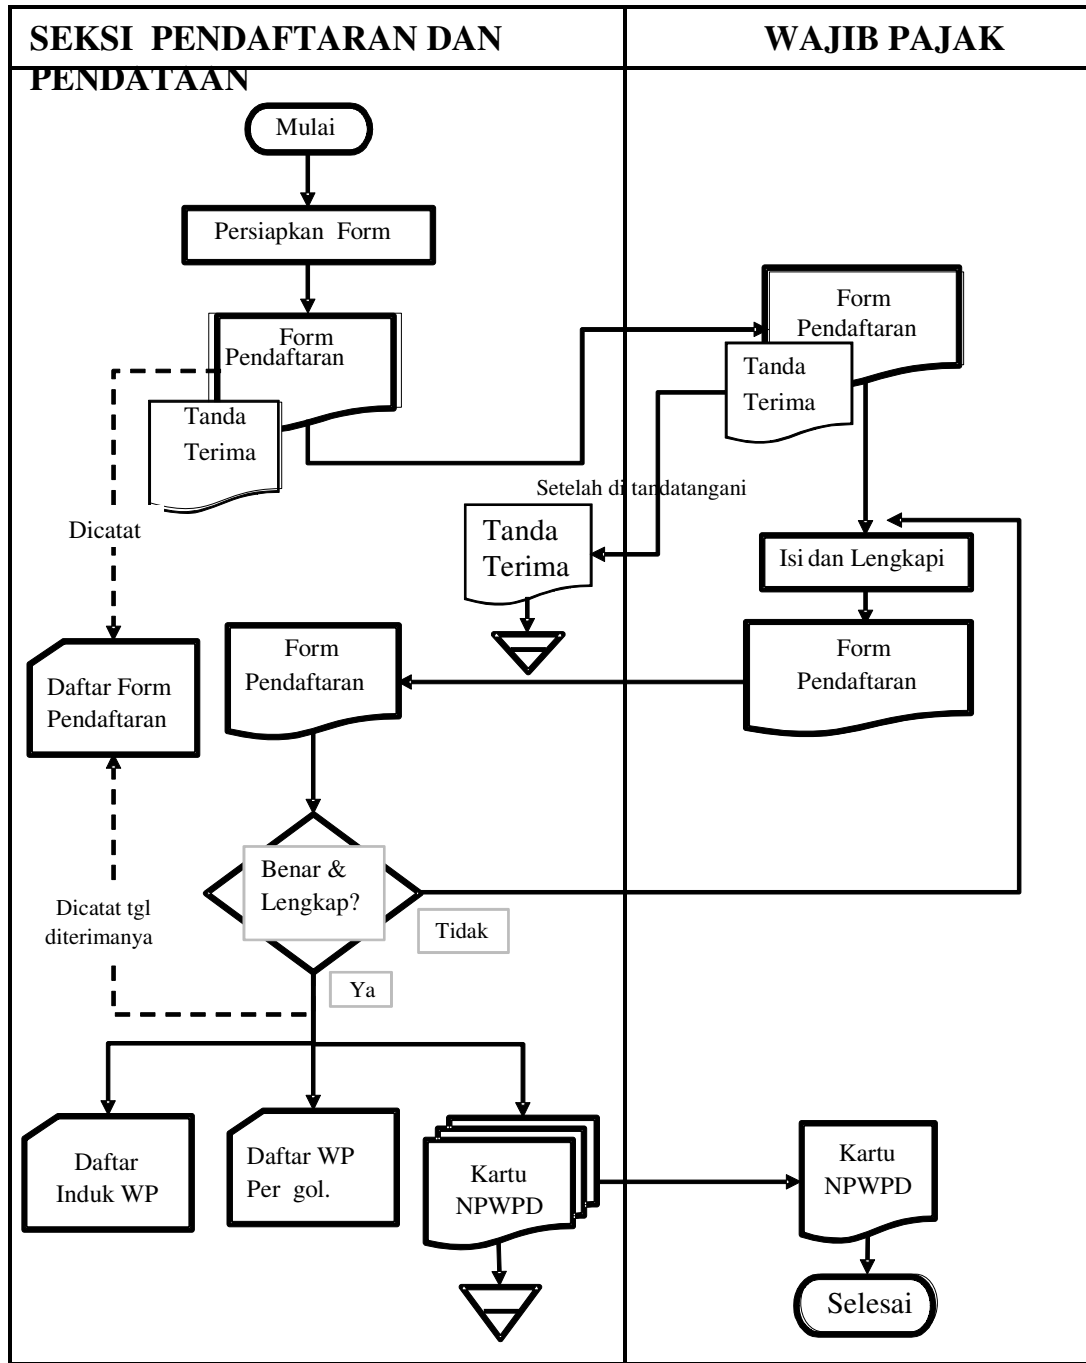 SEKSI PENDAFTARAN DAN
PENDATAAN
WAJIB PAJAK
Mulai
Persiapkan Form
Form
Pendaftaran
Tanda
Terima
Form
Pendaftaran
Tanda
Terima
Setelah di tandatangani
Tanda
Terima
Dicatat
Isi dan Lengkapi
Form
Pendaftaran
Form
Pendaftaran
Daftar Form
Pendaftaran
Benar &
Lengkap?
Dicatat tgl
diterimanya
Tidak
Ya
Daftar
Induk WP
Daftar WP
Per gol.
Kartu
NPWPD
Kartu
NPWPD
Selesai